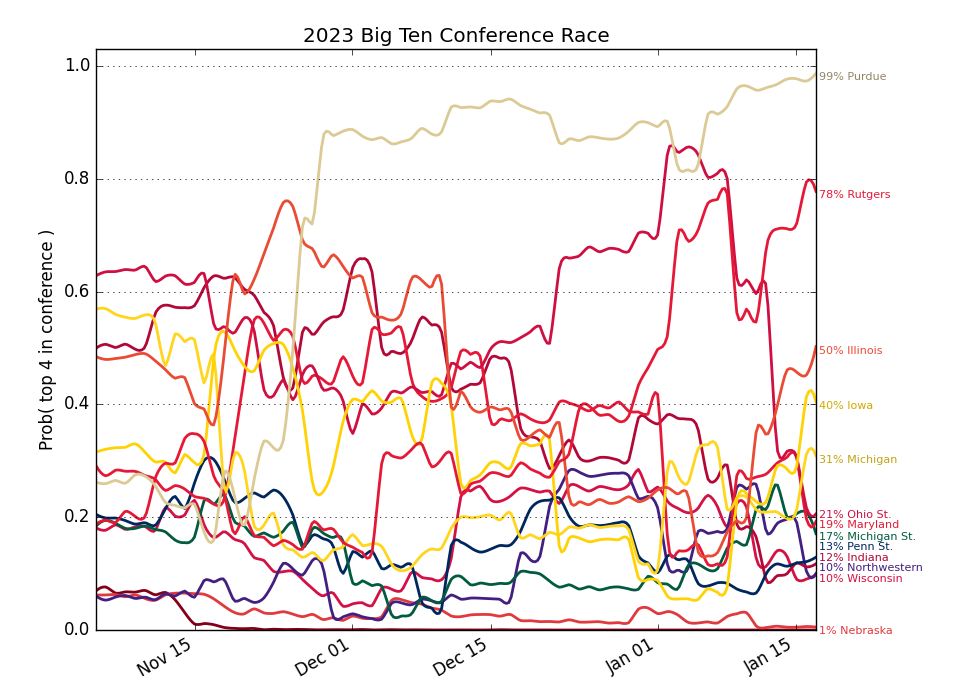 2023 Big Ten Conference Race
Prob( top 4 in conference )
1.0
0.8
0.6
0.4
0.2
0.0
Nov 15
Dec 01
Dec 15
Jan 01
Jan 15
99% Purdue
78% Rutgers
50% Illinois
40% Iowa
31% Michigan
21% Ohio St.
19% Maryland
17% Michigan St.
13% Penn St.
12% Indiana
10% Northwestern
10% Wisconsin
1% Nebraska